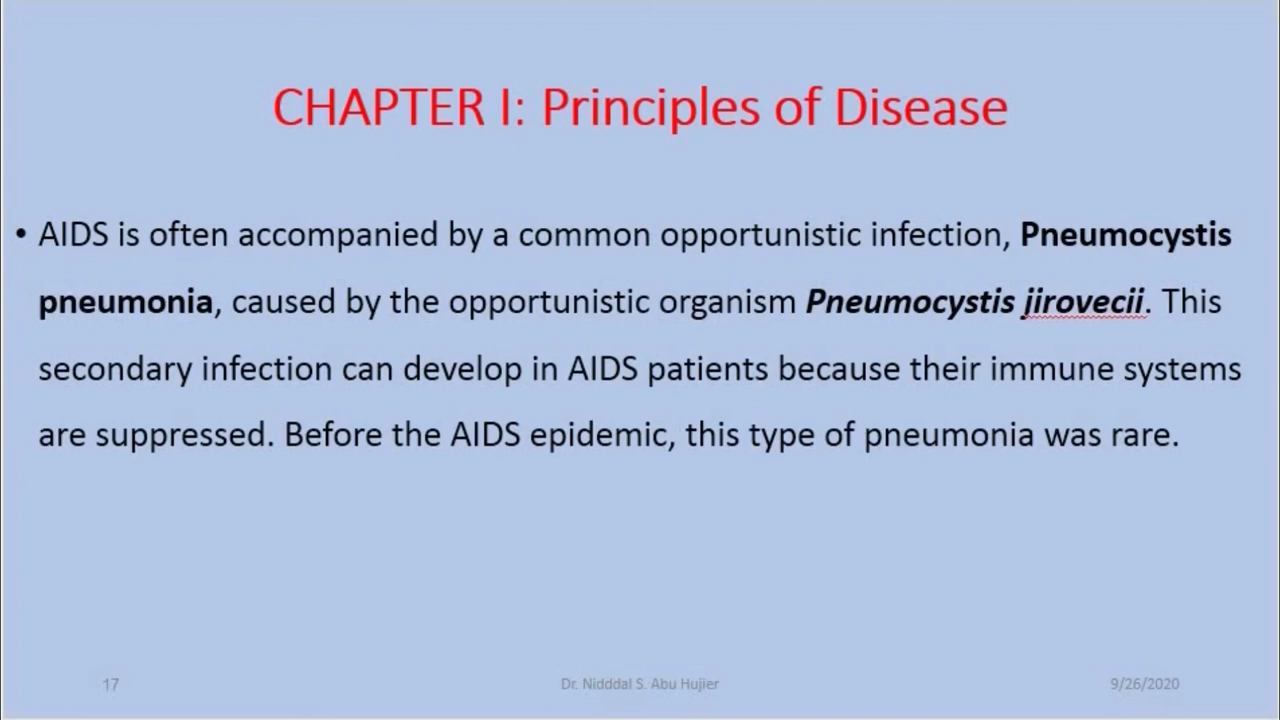 CHAPTER I: Principles of Disease
• AIDS is often accompanied by a common opportunistic infection, Pneumocystis
pneumonia, caused by the opportunistic organism Pneumocystis jirovecii. This
secondary infection can develop in AIDS patients because their immune systems
are suppressed. Before the AIDS epidemic, this type of pneumonia was rare.
17 Dr. Nidddal S. Abu Hujier 9/26/2020